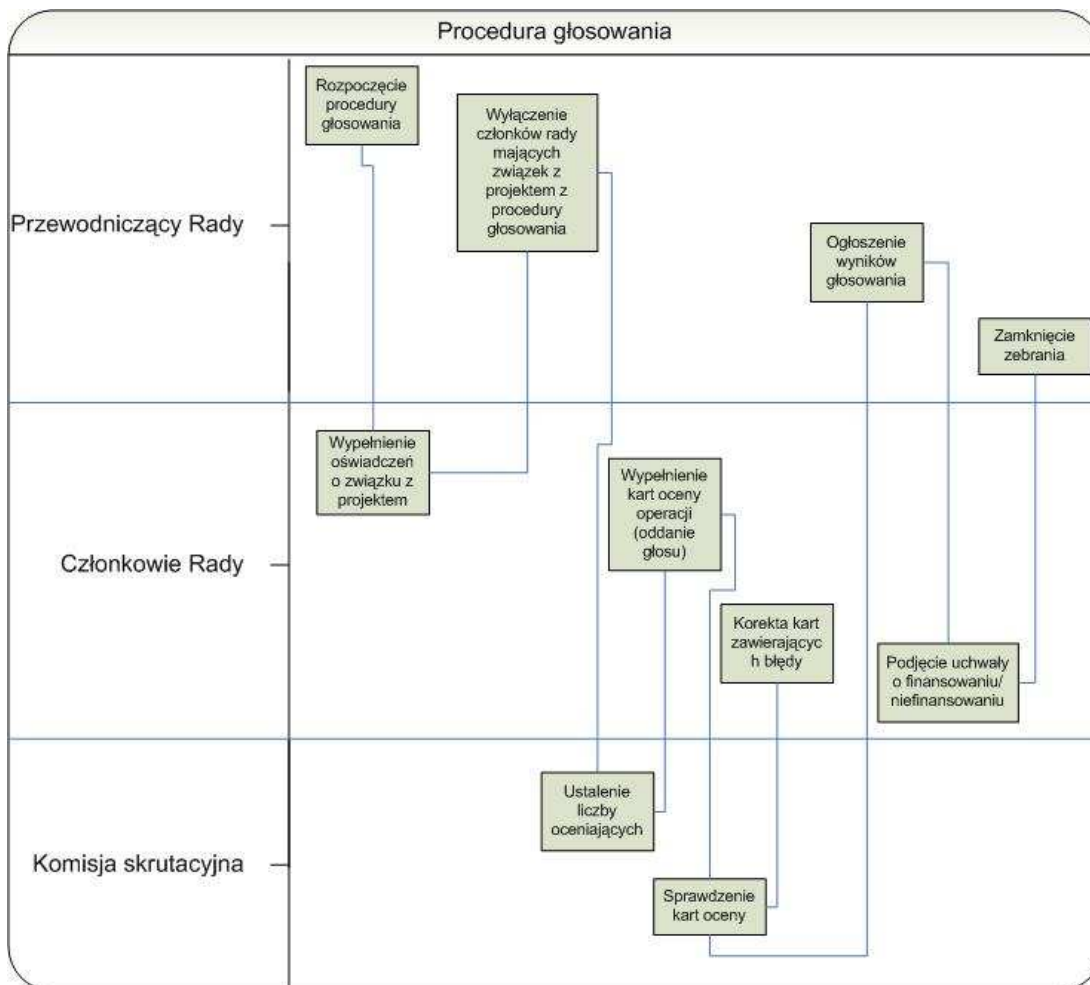 Procedura głosowania
Przewodniczący Rady
Rozpoczęcie
procedury
głosowania
Wyłączenie
członków rady
mających
związek z
projektem z
procedury
głosowania
Ogłoszenie
wyników
głosowania
Zamknięcie
zebrania
Członkowie Rady
Wypełnienie
oświadczeń
o związku z
projektem
Wypełnienie
kart oceny
operacji
(oddanie
głosu)
Korekta kart
zawierającyc
h błędy
Podjęcie uchwały
o finansowaniu/
niefinansowaniu
Komisja skrutacyjna
Ustalenie
liczby
oceniających
Sprawdzenie
kart oceny